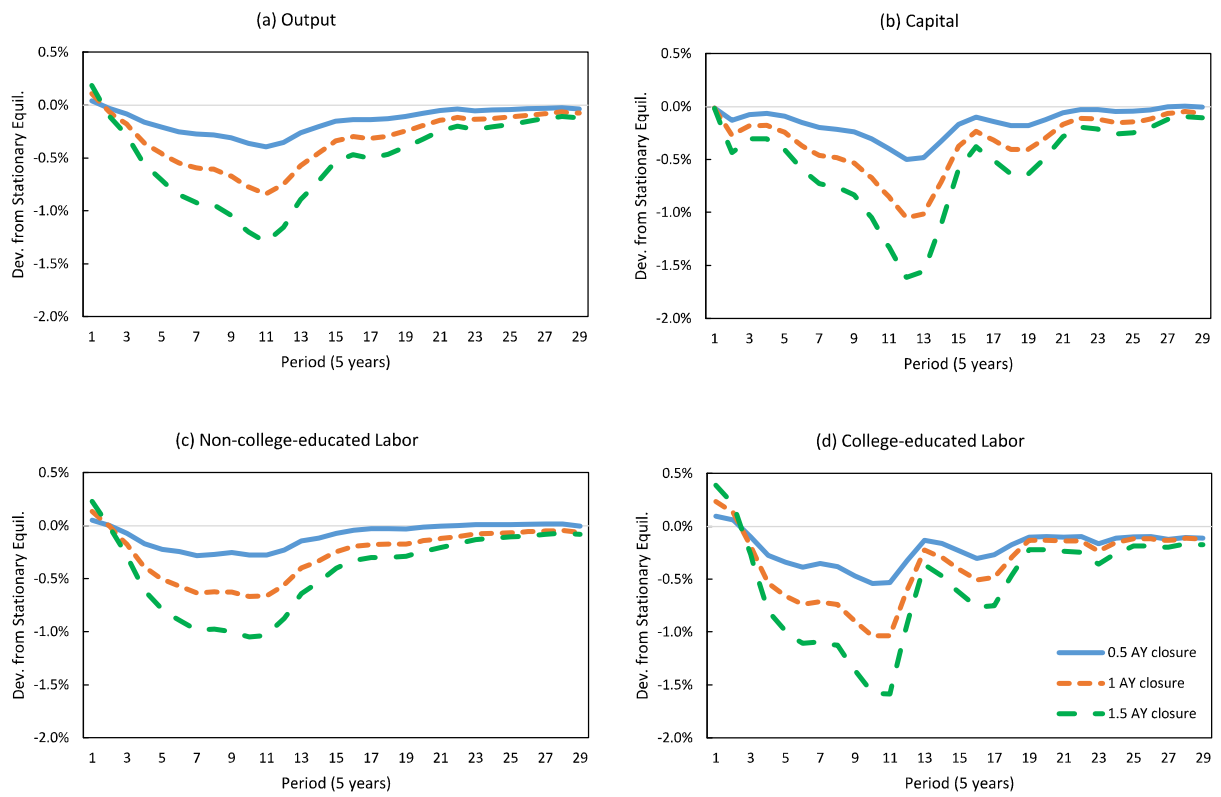 (a) Output
0.5%
0.0%
-0.5%
-1.0%
-1.5%
-2.0%
Dev. from Stationary Equil.
1 3 5 7 9 11 13 15 17 19 21 23 25 27 29
Period (5 years)
(b) Capital
0.5%
0.0%
-0.5%
-1.0%
-1.5%
-2.0%
Dev. from Stationary Equil.
1 3 5 7 9 11 13 15 17 19 21 23 25 27 29
Period (5 years)
(c) Non-college-educated Labor
0.5%
0.0%
-0.5%
-1.0%
-1.5%
-2.0%
Dev. from Stationary Equil.
1 3 5 7 9 11 13 15 17 19 21 23 25 27 29
Period (5 years)
(d) College-educated Labor
0.5%
0.0%
-0.5%
-1.0%
-1.5%
-2.0%
Dev. from Stationary Equil.
0.5 AY closure
1 AY closure
1.5 AY closure
1 3 5 7 9 11 13 15 17 19 21 23 25 27 29
Period (5 years)